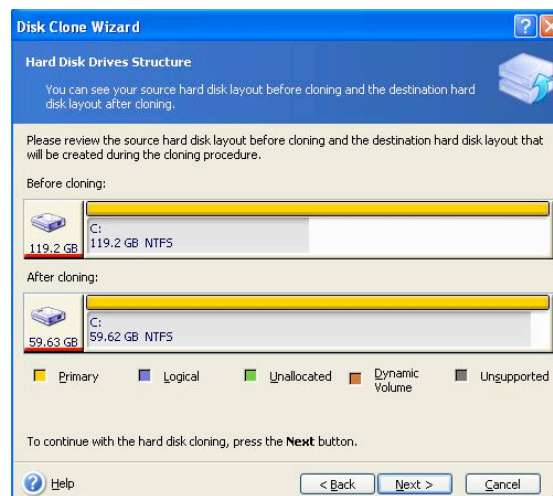 Disk Clone Wizard
Hard Disk Drives Structure
You can see your source hard disk layout before cloning and the destination hard
disk layout after cloning.
Please review the source hard disk layout before cloning and the destination hard disk layout that
will be created during the cloning procedure.
Before cloning:
119.2 GB
C:
119.2 GB NTFS
After cloning:
59.63 GB
C:
59.62 GB NTFS
Primary Logical Unallocated Dynamic Volume Unsupported
To continue with the hard disk cloning, press the Next button.
Help < Back Next > Cancel